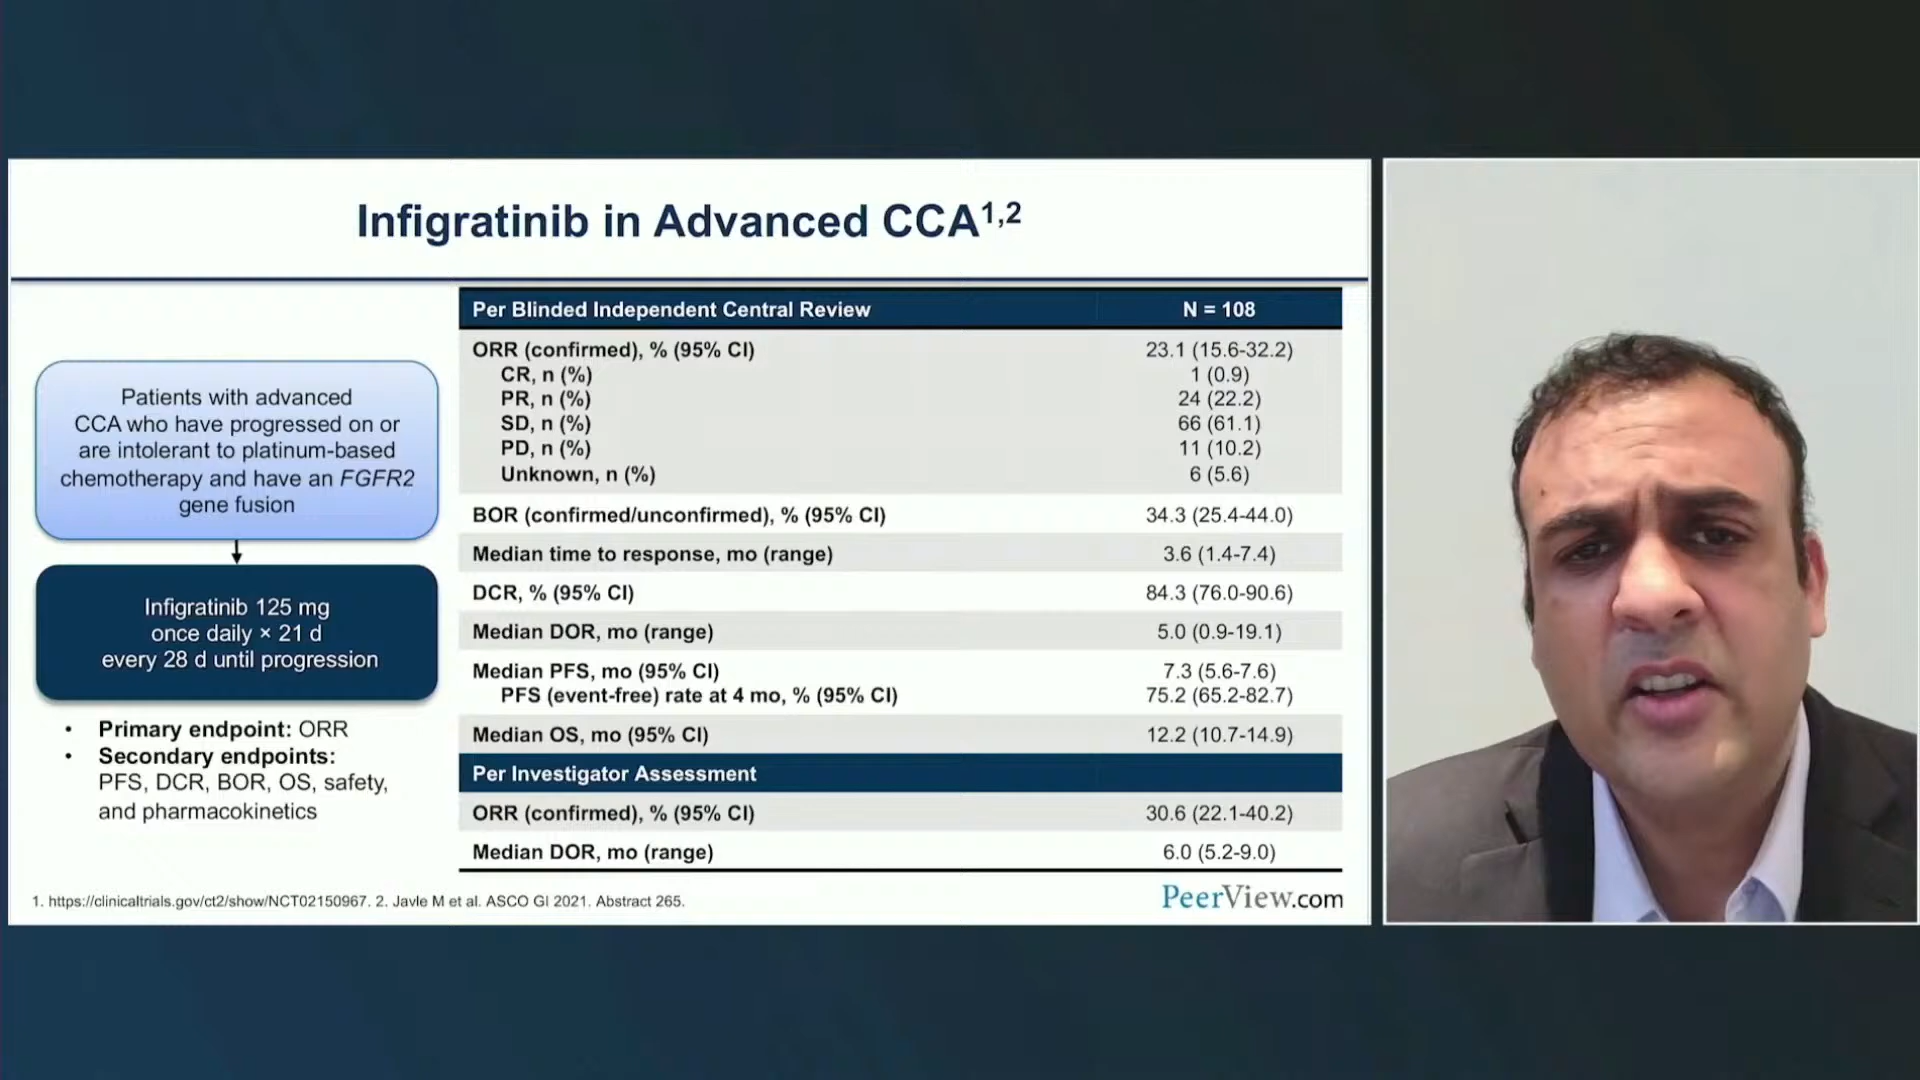 Infigratinib in Advanced CCA1,2
Patients with advanced
CCA who have progressed on or
are intolerant to platinum-based
chemotherapy and have an FGFR2
gene fusion
Infigratinib 125 mg
once daily × 21 d
every 28 d until progression
• Primary endpoint: ORR
• Secondary endpoints:
PFS, DCR, BOR, OS, safety,
and pharmacokinetics
Per Blinded Independent Central Review N = 108
ORR (confirmed), % (95% CI) 23.1 (15.6-32.2)
CR, n (%) 1 (0.9)
PR, n (%) 24 (22.2)
SD, n (%) 66 (61.1)
PD, n (%) 11 (10.2)
Unknown, n (%) 6 (5.6)
BOR (confirmed/unconfirmed), % (95% CI) 34.3 (25.4-44.0)
Median time to response, mo (range) 3.6 (1.4-7.4)
DCR, % (95% CI) 84.3 (76.0-90.6)
Median DOR, mo (range) 5.0 (0.9-19.1)
Median PFS, mo (95% CI) 7.3 (5.6-7.6)
PFS (event-free) rate at 4 mo, % (95% CI) 75.2 (65.2-82.7)
Median OS, mo (95% CI) 12.2 (10.7-14.9)
Per Investigator Assessment
ORR (confirmed), % (95% CI) 30.6 (22.1-40.2)
Median DOR, mo (range) 6.0 (5.2-9.0)
1. https://clinicaltrials.gov/ct2/show/NCT02150967. 2. Javle M et al. ASCO GI 2021. Abstract 265.
PeerView.com